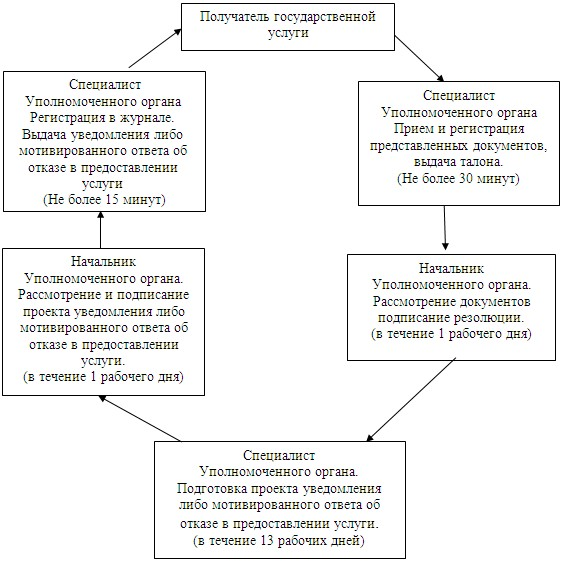 Получатель государственной
услуги
Специалист
Уполномоченного органа
Прием и регистрация
представленных документов,
выдача талона.
(Не более 30 минут)
Начальник
Уполномоченного органа.
Рассмотрение документов
подписание резолюции.
(в течение 1 рабочего дня)
Специалист
Уполномоченного органа.
Подготовка проекта уведомления
либо мотивированного ответа об
отказе в предоставлении услуги.
(в течение 13 рабочих дней)
Начальник
Уполномоченного органа.
Рассмотрение и подписание
проекта уведомления либо
мотивированного ответа об
отказе в предоставлении
услуги.
(в течение 1 рабочего дня)
Специалист
Уполномоченного органа
Регистрация в журнале.
Выдача уведомления либо
мотивированного ответа об
отказе в предоставлении
услуги
(Не более 15 минут)